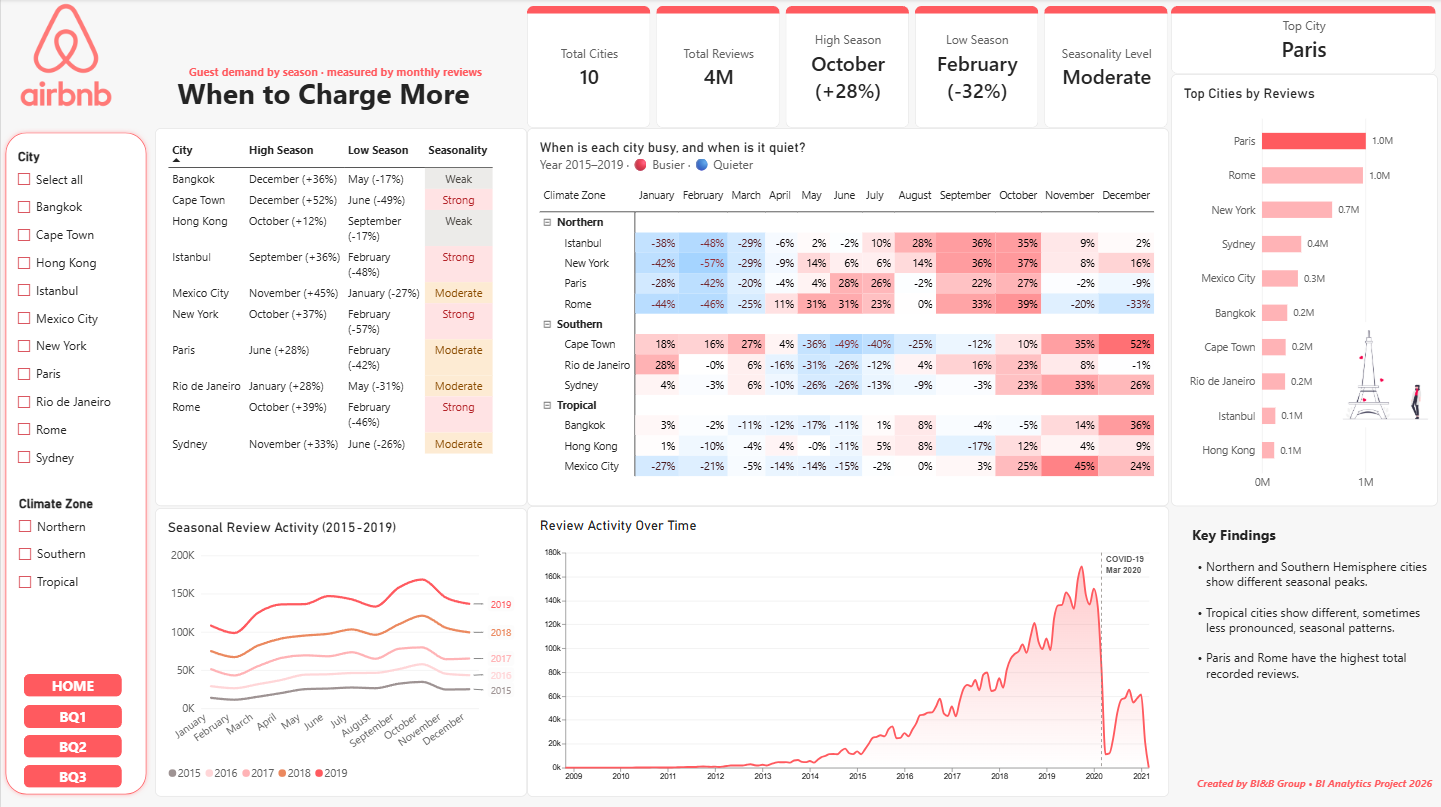 airbnb
Guest demand by season · measured by monthly reviews
When to Charge More
Total Cities
10
Total Reviews
4M
High Season
October
(+28%)
Low Season
February
(-32%)
Seasonality Level
Moderate
Top City
Paris
City
Select all
Bangkok
Cape Town
Hong Kong
Istanbul
Mexico City
New York
Paris
Rio de Janeiro
Rome
Sydney
Climate Zone
Northern
Southern
Tropical
HOME
BQ1
BQ2
BQ3
City High Season Low Season Seasonality
Bangkok December (+36%) May (-17%) Weak
Cape Town December (+52%) June (-49%) Strong
Hong Kong October (+12%) September Weak
(-17%)
Istanbul September (+36%) February Strong
(-48%)
Mexico City November (+45%) January (-27%) Moderate
New York October (+37%) February Strong
(-57%)
Paris June (+28%) February Moderate
(-42%)
Rio de Janeiro January (+28%) May (-31%) Moderate
Rome October (+39%) February Strong
(-46%)
Sydney November (+33%) June (-26%) Moderate
When is each city busy, and when is it quiet?
Year 2015–2019 · Busier · Quieter
Climate Zone January February March April May June July August September October November December
Northern
Istanbul -38% -48% -29% -6% 2% -2% 10% 28% 36% 35% 9% 2%
New York -42% -57% -29% -9% 14% 6% 6% 14% 36% 37% 8% 16%
Paris -28% -42% -20% -4% 4% 28% 26% -2% 22% 27% -2% -9%
Rome -44% -46% -25% 11% 31% 31% 23% 0% 33% 39% -20% -33%
Southern
Cape Town 18% 16% 27% 4% -36% -49% -40% -25% -12% 10% 35% 52%
Rio de Janeiro 28% -0% 6% -16% -31% -26% -12% 4% 16% 23% 8% -1%
Sydney 4% -3% 6% -10% -26% -26% -13% -9% -3% 23% 33% 26%
Tropical
Bangkok 3% -2% -11% -12% -17% -11% 1% 8% -4% -5% 14% 36%
Hong Kong 1% -10% -4% 4% -0% -11% 5% 8% -17% 12% 4% 9%
Mexico City -27% -21% -5% -14% -14% -15% -2% 0% 3% 25% 45% 24%
Top Cities by Reviews
Paris 1.0M
Rome 1.0M
New York 0.7M
Sydney 0.4M
Mexico City 0.3M
Bangkok 0.2M
Cape Town 0.2M
Rio de Janeiro 0.2M
Istanbul 0.1M
Hong Kong 0.1M
0M 1M
Seasonal Review Activity (2015-2019)
200K
150K
100K
50K
0K
2019
2018
2017
2016
2015
January February March April May June July August September October November December
2015 2016 2017 2018 2019
Review Activity Over Time
180k
160k
140k
120k
100k
80k
60k
40k
20k
0k
COVID-19
Mar 2020
2009 2010 2011 2012 2013 2014 2015 2016 2017 2018 2019 2020 2021
Key Findings
• Northern and Southern Hemisphere cities
show different seasonal peaks.
• Tropical cities show different, sometimes
less pronounced, seasonal patterns.
• Paris and Rome have the highest total
recorded reviews.
Created by BI&B Group • BI Analytics Project 2026